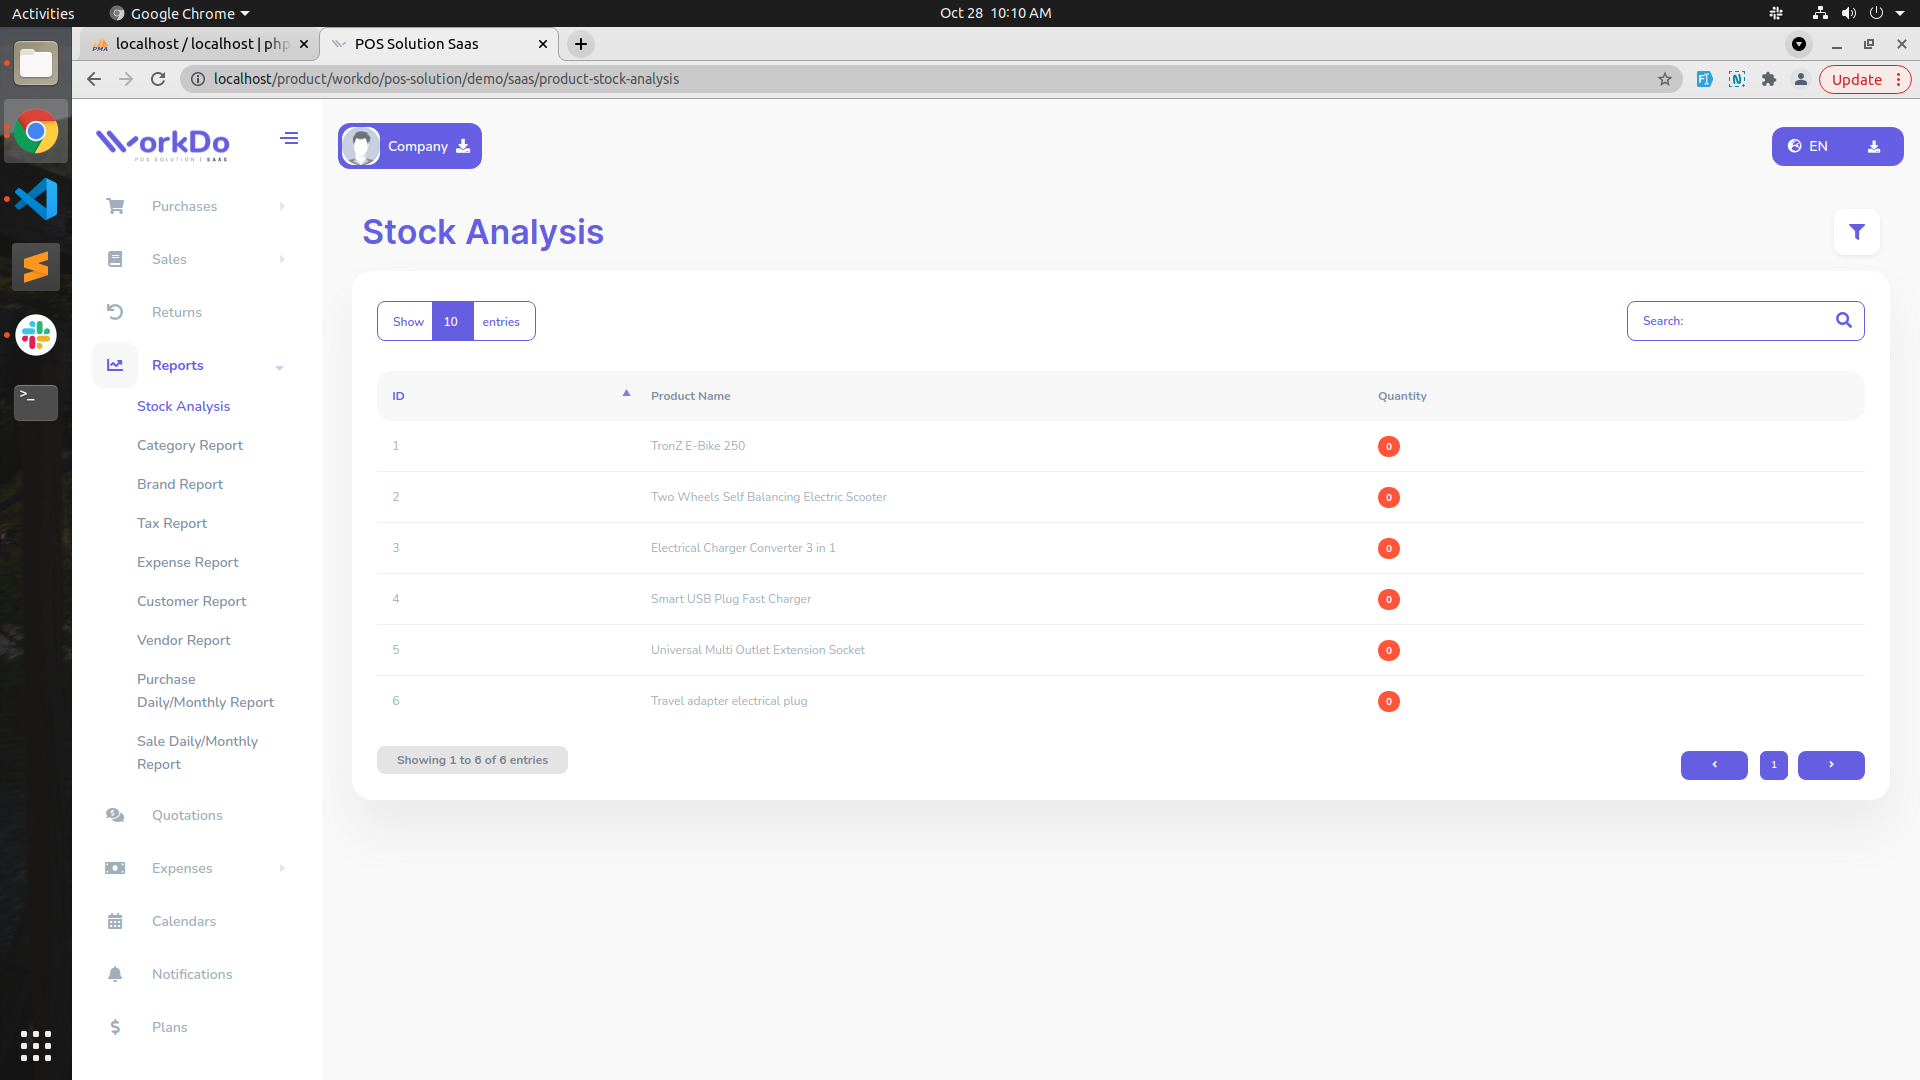 Activities
Google Chrome
Oct 28 10:10 AM
localhost / localhost | php
POS Solution Saas
localhost/product/workdo/pos-solution/demo/saas/product-stock-analysis
Update
WorkDo
POS SOLUTION | SAAS
Company
EN
Purchases
Sales
Returns
Reports
Stock Analysis
Category Report
Brand Report
Tax Report
Expense Report
Customer Report
Vendor Report
Purchase
Daily/Monthly Report
Sale Daily/Monthly
Report
Quotations
Expenses
Calendars
Notifications
Plans
Stock Analysis
Show 10 entries
Search:
ID Product Name Quantity
1 TronZ E-Bike 250 0
2 Two Wheels Self Balancing Electric Scooter 0
3 Electrical Charger Converter 3 in 1 0
4 Smart USB Plug Fast Charger 0
5 Universal Multi Outlet Extension Socket 0
6 Travel adapter electrical plug 0
Showing 1 to 6 of 6 entries
1